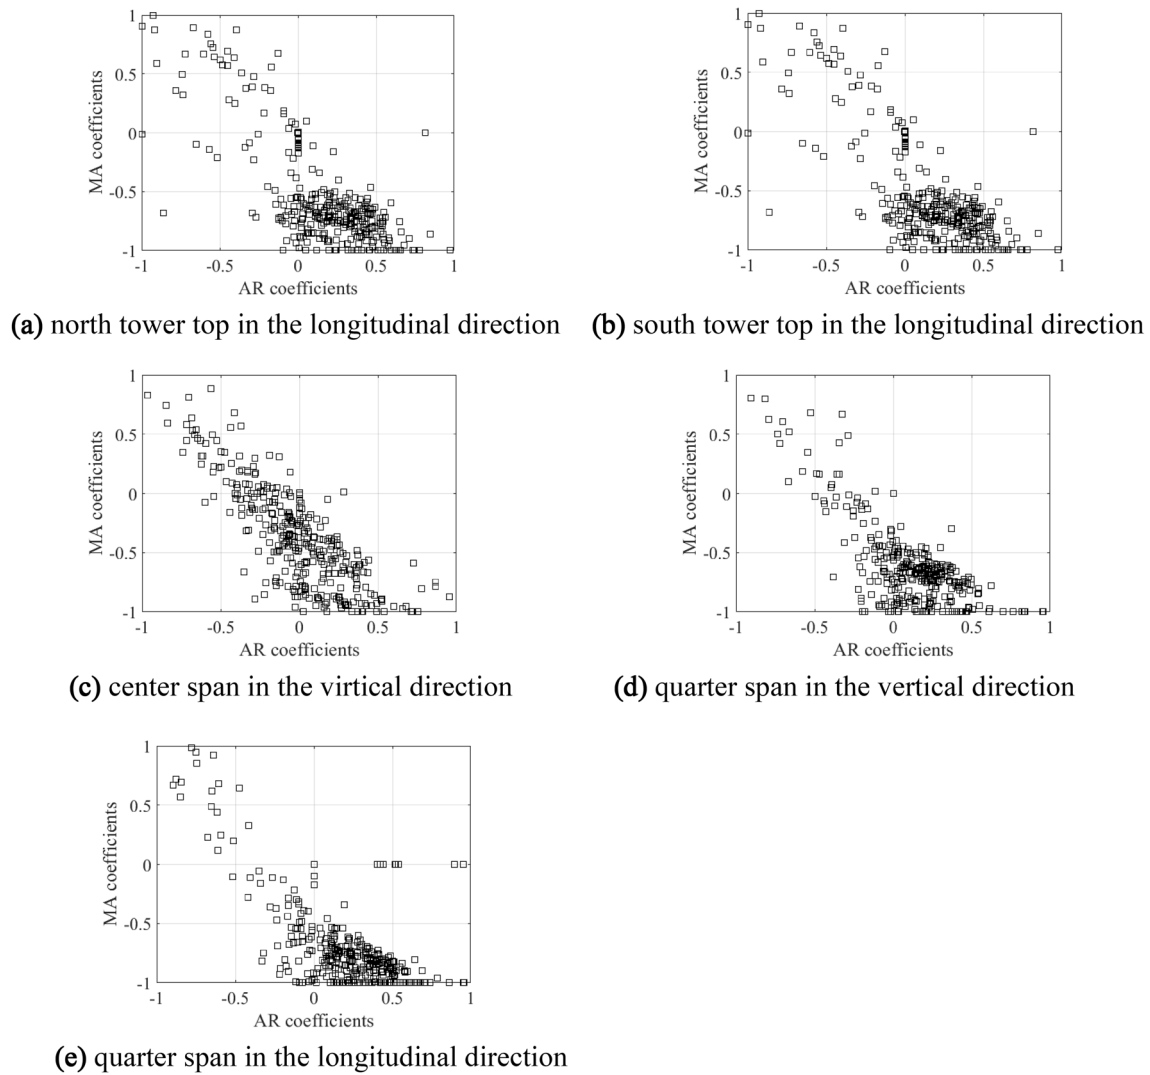 1
0.5
0
-0.5
-1
MA coefficients
-1 -0.5 0 0.5 1
AR coefficients
(a) north tower top in the longitudinal direction
1
0.5
0
-0.5
-1
MA coefficients
-1 -0.5 0 0.5 1
AR coefficients
(b) south tower top in the longitudinal direction
1
0.5
0
-0.5
-1
MA coefficients
-1 -0.5 0 0.5 1
AR coefficients
(c) center span in the virtical direction
1
0.5
0
-0.5
-1
MA coefficients
-1 -0.5 0 0.5 1
AR coefficients
(d) quarter span in the vertical direction
1
0.5
0
-0.5
-1
MA coefficients
-1 -0.5 0 0.5 1
AR coefficients
(e) quarter span in the longitudinal direction